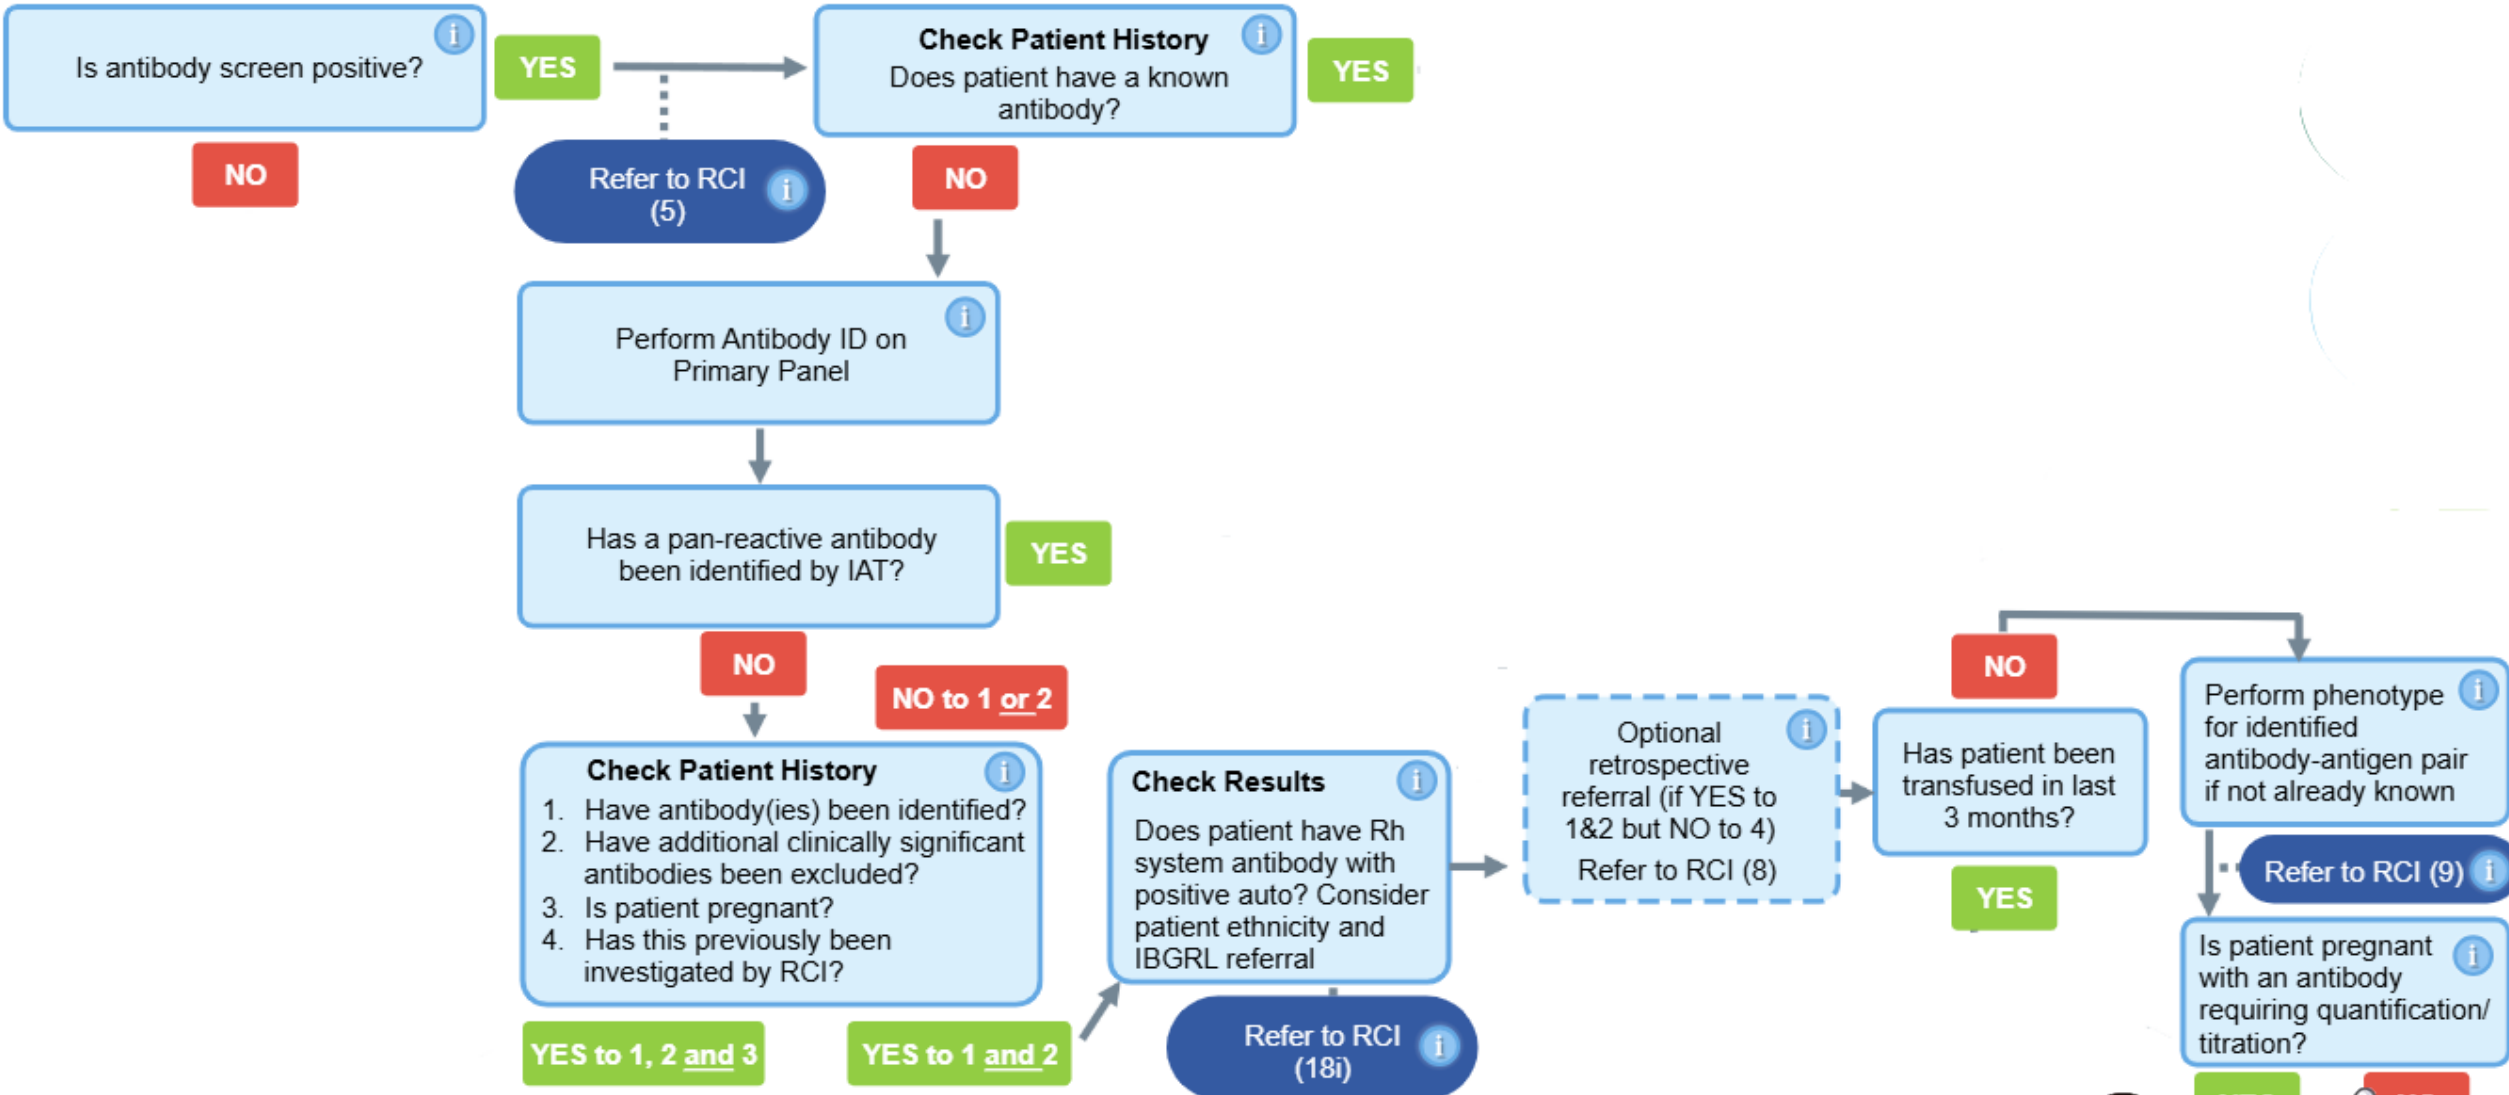 Is antibody screen positive?
YES
NO
Check Patient History
Does patient have a known
antibody?
YES
NO
Refer to RCI
(5)
Perform Antibody ID on
Primary Panel
Has a pan-reactive antibody
been identified by IAT?
YES
NO
NO to 1 or 2
Check Patient History
1. Have antibody(ies) been identified?
2. Have additional clinically significant
antibodies been excluded?
3. Is patient pregnant?
4. Has this previously been
investigated by RCI?
YES to 1, 2 and 3
YES to 1 and 2
Check Results
Does patient have Rh
system antibody with
positive auto? Consider
patient ethnicity and
IBGRL referral
Refer to RCI
(18i)
Optional
retrospective
referral (if YES to
1&2 but NO to 4)
Refer to RCI (8)
NO
Has patient been
transfused in last
3 months?
YES
Perform phenotype
for identified
antibody-antigen pair
if not already known
Refer to RCI (9)
Is patient pregnant
with an antibody
requiring quantification/
titration?